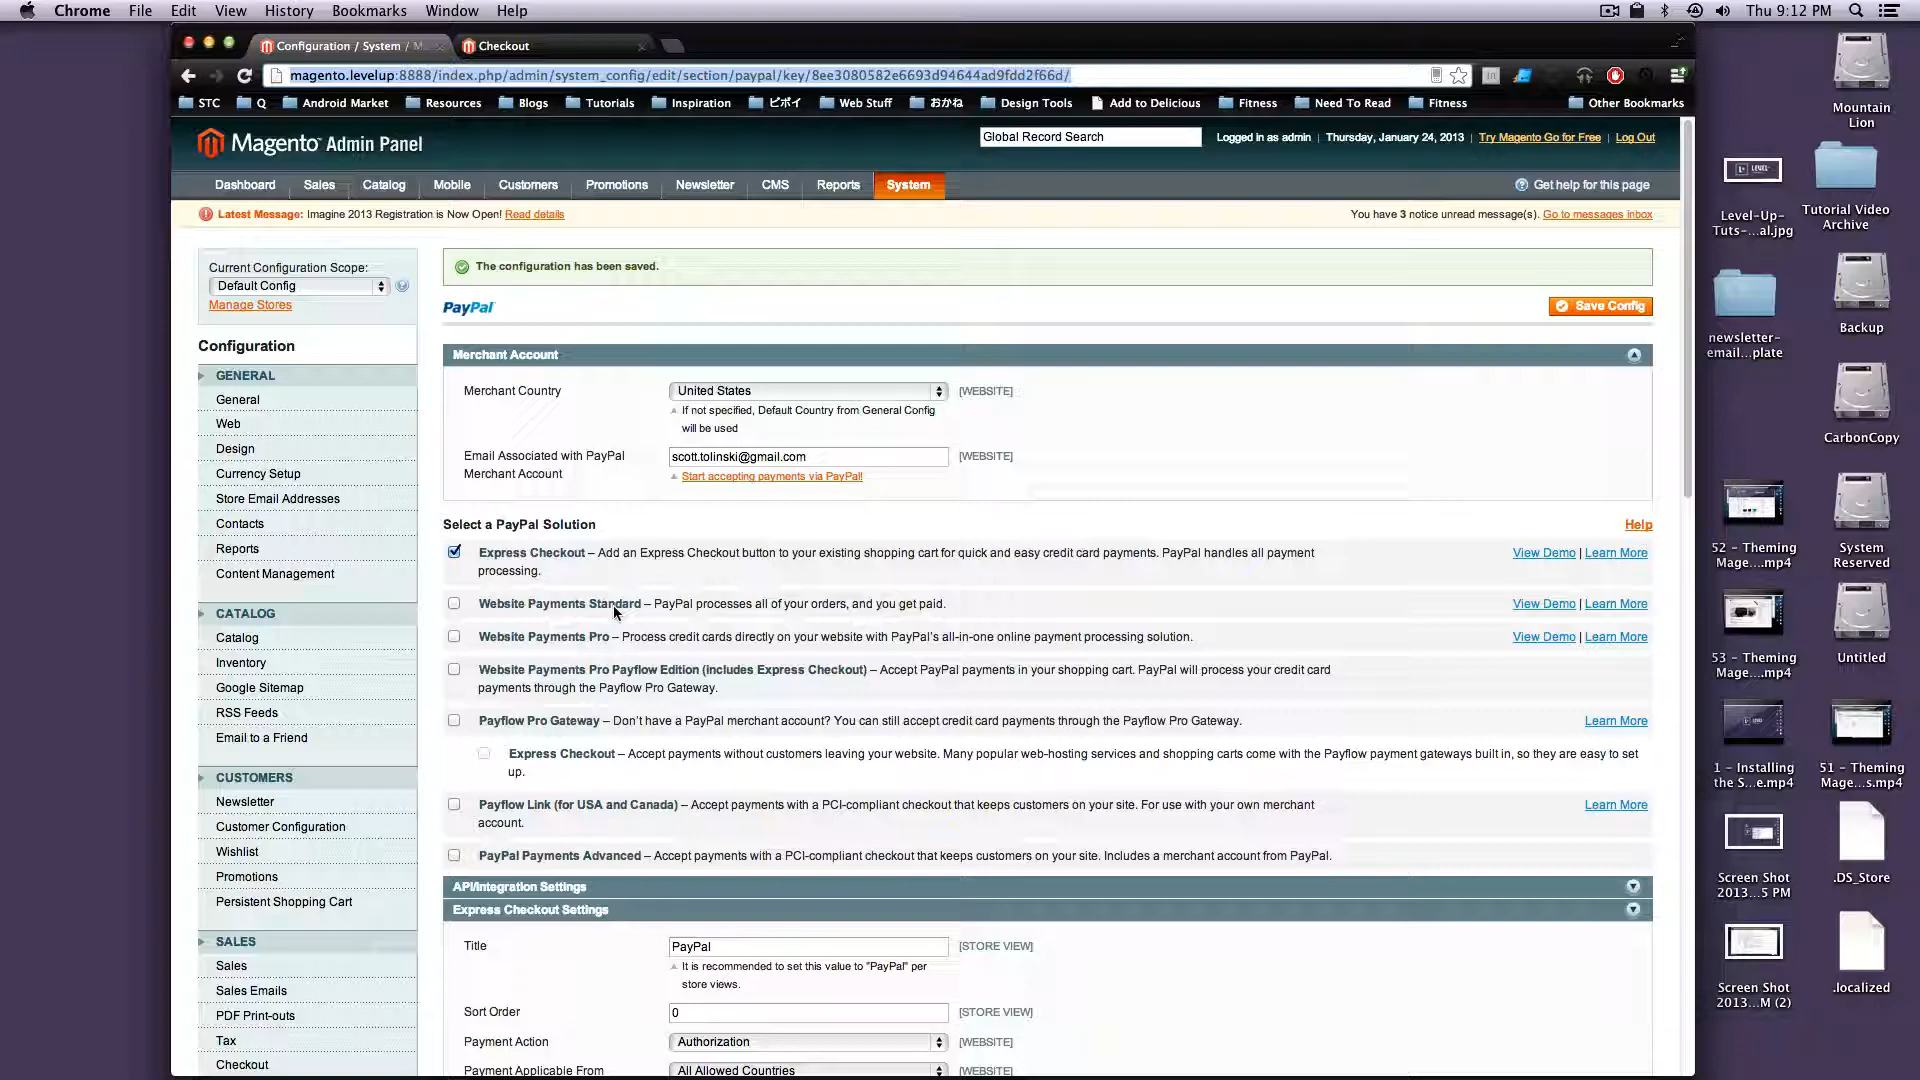 Chrome File Edit View History Bookmarks Window Help Thu 9:12 PM
Configuration / System / M
Checkout
magento.levelup:8888/index.php/admin/system_config/edit/section/paypal/key/8ee3080582e6693d94644ad9fdd2f66d/
STC Q Android Market Resources Blogs Tutorials Inspiration ビボイ Web Stuff おかね Design Tools Add to Delicious Fitness Need To Read Fitness Other Bookmarks
Magento™ Admin Panel
Global Record Search
Logged in as admin | Thursday, January 24, 2013 | Try Magento Go for Free | Log Out
Dashboard Sales Catalog Mobile Customers Promotions Newsletter CMS Reports System
Get help for this page
Latest Message: Imagine 2013 Registration is Now Open! Read details
You have 3 notice unread message(s). Go to messages inbox
Current Configuration Scope:
Default Config
Manage Stores
Configuration
GENERAL
General
Web
Design
Currency Setup
Store Email Addresses
Contacts
Reports
Content Management
CATALOG
Catalog
Inventory
Google Sitemap
RSS Feeds
Email to a Friend
CUSTOMERS
Newsletter
Customer Configuration
Wishlist
Promotions
Persistent Shopping Cart
SALES
Sales
Sales Emails
PDF Print-outs
Tax
Checkout
The configuration has been saved.
PayPal
Save Config
Merchant Account
Merchant Country
United States
[WEBSITE]
If not specified, Default Country from General Config
will be used
Email Associated with PayPal
Merchant Account
scott.tolinski@gmail.com
[WEBSITE]
Start accepting payments via PayPal!
Select a PayPal Solution
Help
Express Checkout – Add an Express Checkout button to your existing shopping cart for quick and easy credit card payments. PayPal handles all payment
processing.
View Demo | Learn More
Website Payments Standard – PayPal processes all of your orders, and you get paid.
View Demo | Learn More
Website Payments Pro – Process credit cards directly on your website with PayPal's all-in-one online payment processing solution.
View Demo | Learn More
Website Payments Pro Payflow Edition (includes Express Checkout) – Accept PayPal payments in your shopping cart. PayPal will process your credit card
payments through the Payflow Pro Gateway.
Payflow Pro Gateway – Don't have a PayPal merchant account? You can still accept credit card payments through the Payflow Pro Gateway.
Learn More
Express Checkout – Accept payments without customers leaving your website. Many popular web-hosting services and shopping carts come with the Payflow payment gateways built in, so they are easy to set
up.
Payflow Link (for USA and Canada) – Accept payments with a PCI-compliant checkout that keeps customers on your site. For use with your own merchant
account.
Learn More
PayPal Payments Advanced – Accept payments with a PCI-compliant checkout that keeps customers on your site. Includes a merchant account from PayPal.
API/Integration Settings
Express Checkout Settings
Title
PayPal
[STORE VIEW]
It is recommended to set this value to "PayPal" per
store views.
Sort Order
0
[STORE VIEW]
Payment Action
Authorization
[WEBSITE]
Payment Applicable From
All Allowed Countries
[WEBSITE]
Mountain
Lion
Level-Up-
Tuts-...al.jpg
Tutorial Video
Archive
newsletter-
email...plate
Backup
CarbonCopy
52 - Theming
Mage....mp4
System
Reserved
53 - Theming
Mage....mp4
Untitled
1 - Installing
the S...e.mp4
51 - Theming
Mage...s.mp4
Screen Shot
2013...5 PM
.DS_Store
Screen Shot
2013...M (2)
.localized